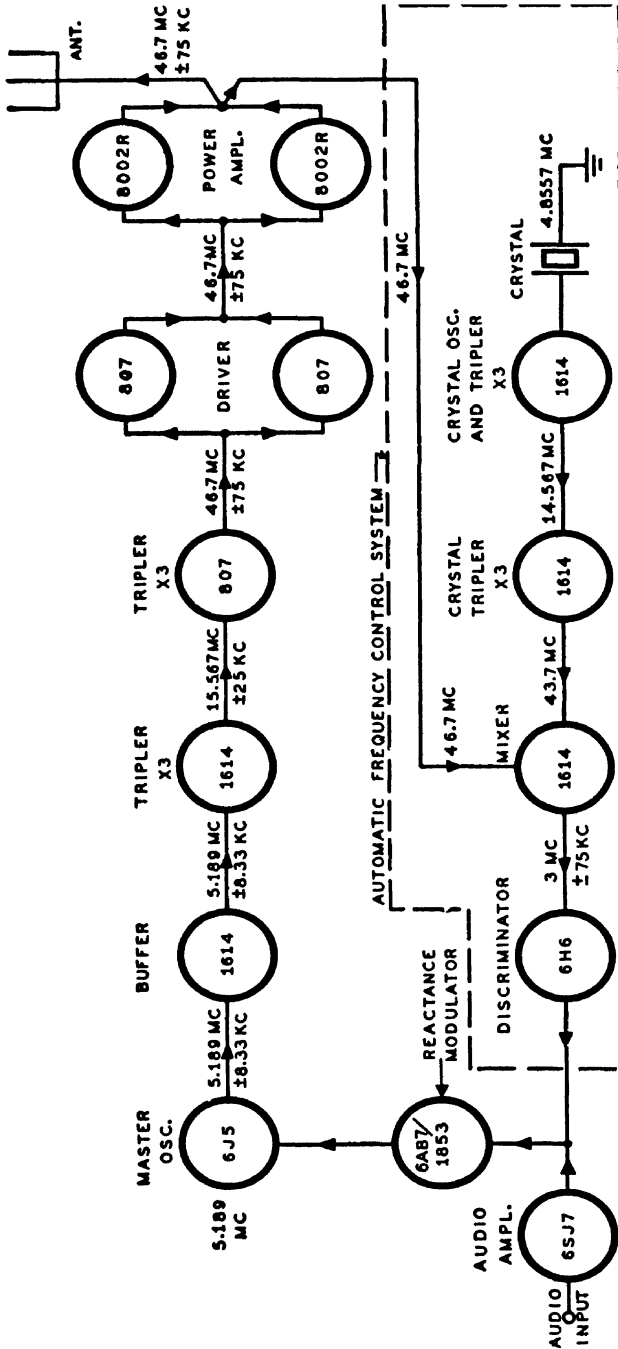 MASTER
OSC.
6J5
5.189
MC
5.189 MC
±8.33 KC
BUFFER
1614
5.189 MC
±8.33 KC
TRIPLER
X3
1614
15.567 MC
±25 KC
TRIPLER
X3
807
46.7 MC
±75 KC
807
DRIVER
807
46.7 MC
±75 KC
8002R
POWER
AMPL.
8002R
46.7 MC
±75 KC
ANT.
AUTOMATIC FREQUENCY CONTROL SYSTEM
46.7 MC
46.7 MC
REACTANCE
MODULATOR
6AB7/
1853
AUDIO
AMPL.
6SJ7
AUDIO
INPUT
DISCRIMINATOR
6H6
3 MC
±75 KC
MIXER
1614
43.7 MC
CRYSTAL
TRIPLER
X3
1614
14.567 MC
CRYSTAL OSC.
AND TRIPLER
X3
1614
CRYSTAL
4.8557 MC